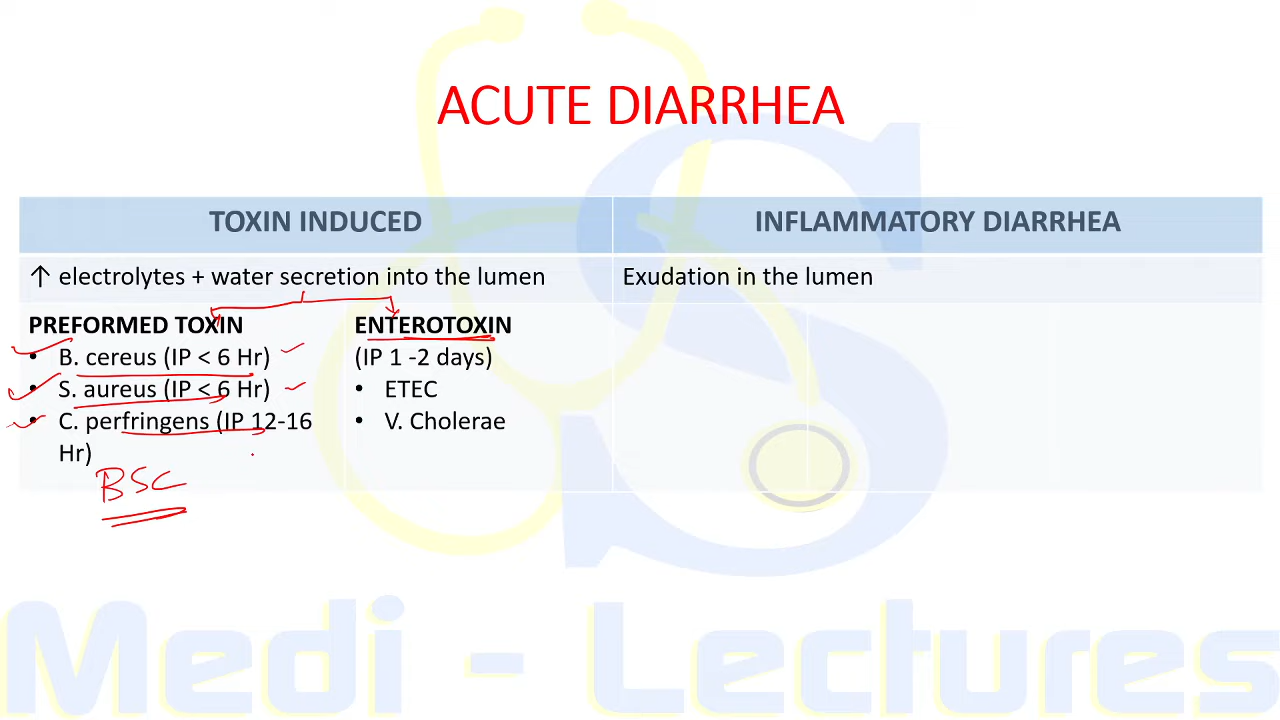 ACUTE DIARRHEA
TOXIN INDUCED
INFLAMMATORY DIARRHEA
↑ electrolytes + water secretion into the lumen
Exudation in the lumen
PREFORMED TOXIN
• B. cereus (IP < 6 Hr)
• S. aureus (IP < 6 Hr)
• C. perfringens (IP 12-16
Hr)
BSC
ENTEROTOXIN
(IP 1 -2 days)
• ETEC
• V. Cholerae
S
Medi - Lectures